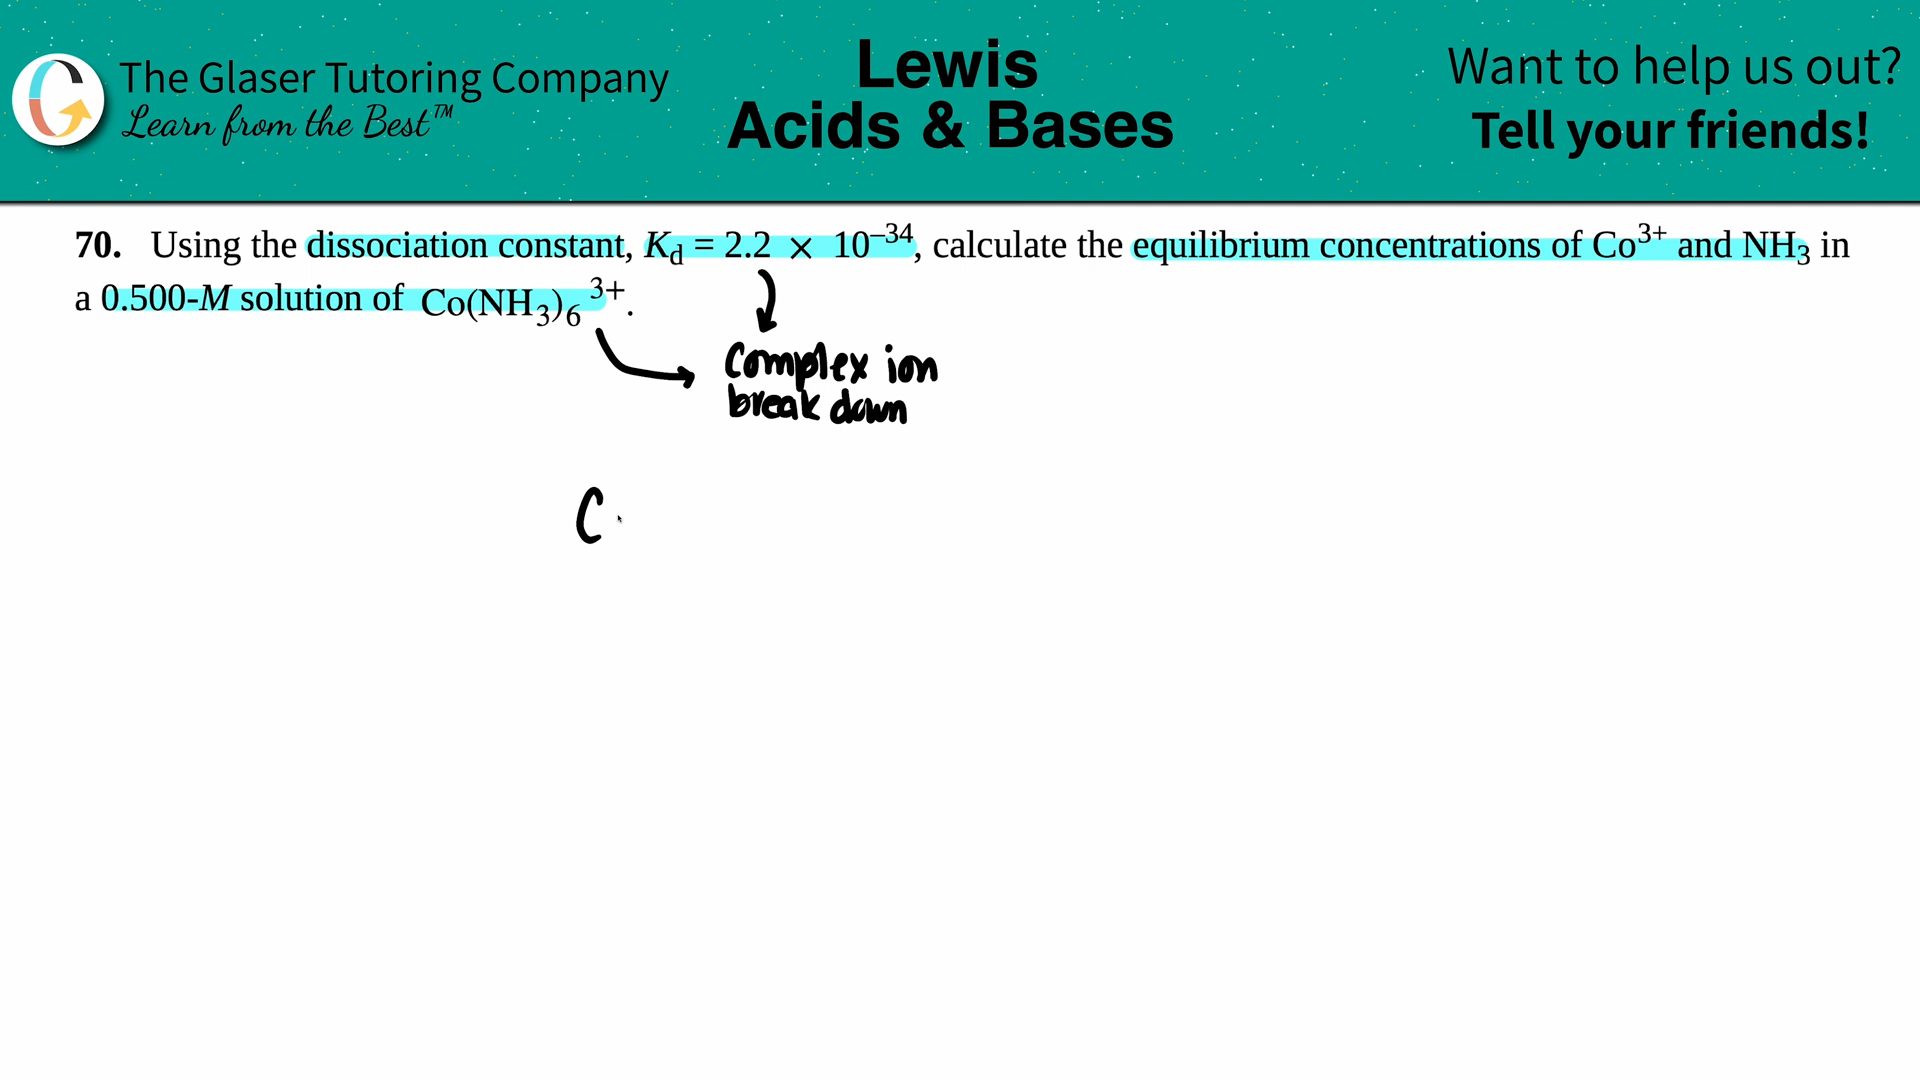 The Glaser Tutoring Company
Learn from the Best™
Lewis
Acids & Bases
Want to help us out?
Tell your friends!
70. Using the dissociation constant, Kd = 2.2 × 10⁻³⁴, calculate the equilibrium concentrations of Co³⁺ and NH₃ in
a 0.500-M solution of Co(NH₃)₆³⁺.
Complex ion
break down
C